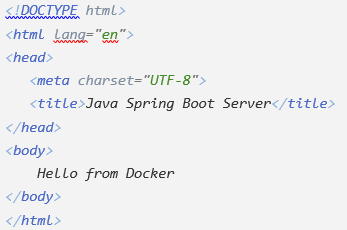 <!DOCTYPE html>
<html lang="en">
<head>
    <meta charset="UTF-8">
    <title>Java Spring Boot Server</title>
</head>
<body>
     Hello from Docker
</body>
</html>